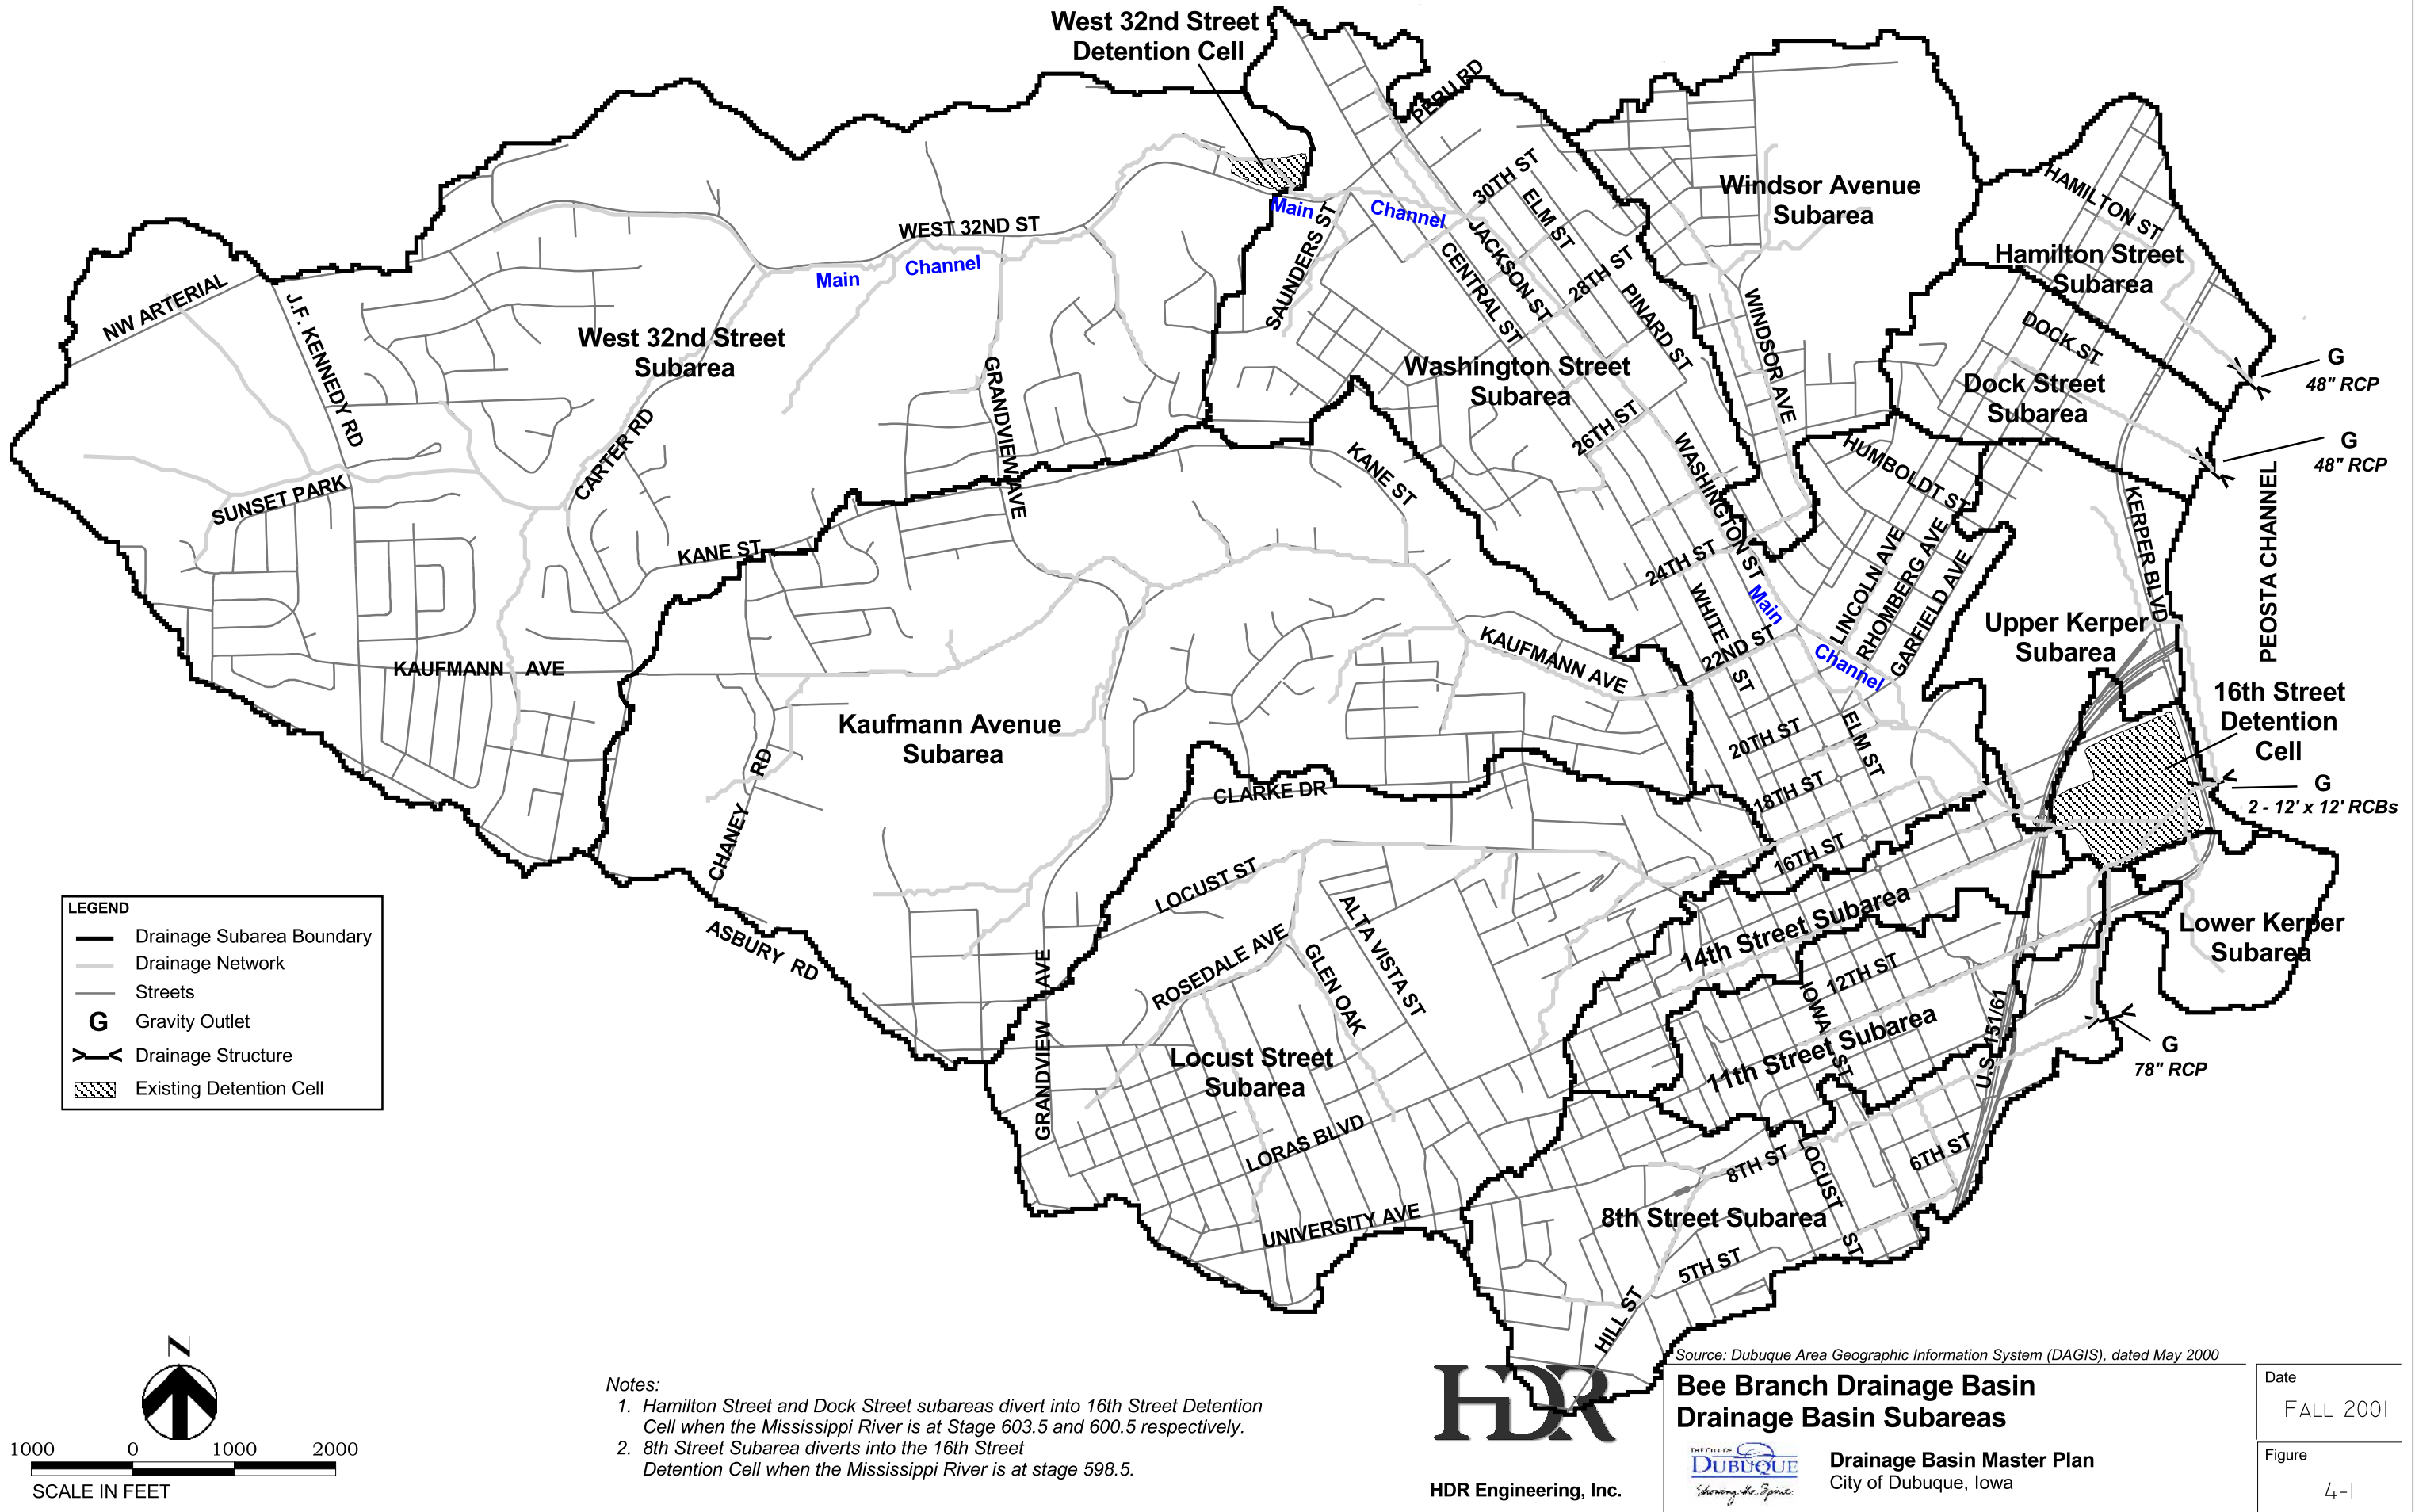 West 32nd Street
Detention Cell
PERU RD
30TH ST
ELM ST
Windsor Avenue
Subarea
HAMILTON ST
Hamilton Street
Subarea
Main
Channel
SAUNDERS ST
JACKSON ST
CENTRAL ST
28TH ST
PINARD ST
WINDSOR AVE
WEST 32ND ST
Main
Channel
NW ARTERIAL
J.F. KENNEDY RD
West 32nd Street
Subarea
GRANDVIEW AVE
CARTER RD
SUNSET PARK
Washington Street
Subarea
26TH ST
DOCK ST
Dock Street
Subarea
G
48" RCP
G
48" RCP
KANE ST
WASHINGTON ST
HUMBOLDT ST
KERPER BLVD
PEOSTA CHANNEL
KANE ST
24TH ST
WHITE ST
Main
Channel
22ND ST
LINCOLN AVE
RHOMBERG AVE
GARFIELD AVE
Upper Kerper
Subarea
KAUFMANN AVE
KAUFMANN AVE
Kaufmann Avenue
Subarea
16th Street
Detention
Cell
G
2 - 12' x 12' RCBs
20TH ST
ELM ST
18TH ST
16TH ST
CLARKE DR
CHANEY RD
LOCUST ST
ASBURY RD
GRANDVIEW AVE
ROSEDALE AVE
GLEN OAK
ALTA VISTA ST
14th Street Subarea
12TH ST
IOWA ST
11th Street Subarea
U.S. 151/61
Lower Kerper
Subarea
G
78" RCP
Locust Street
Subarea
LORAS BLVD
UNIVERSITY AVE
8TH ST
LOCUST ST
6TH ST
8th Street Subarea
5TH ST
HILL ST
LEGEND
Drainage Subarea Boundary
Drainage Network
Streets
G Gravity Outlet
Drainage Structure
Existing Detention Cell
N
1000 0 1000 2000
SCALE IN FEET
Notes:
1. Hamilton Street and Dock Street subareas divert into 16th Street Detention
Cell when the Mississippi River is at Stage 603.5 and 600.5 respectively.
2. 8th Street Subarea diverts into the 16th Street
Detention Cell when the Mississippi River is at stage 598.5.
HDR
HDR Engineering, Inc.
Source: Dubuque Area Geographic Information System (DAGIS), dated May 2000
Bee Branch Drainage Basin
Drainage Basin Subareas
THE CITY OF
DUBUQUE
Showing the Spirit
Drainage Basin Master Plan
City of Dubuque, Iowa
Date
FALL 2001
Figure
4-1